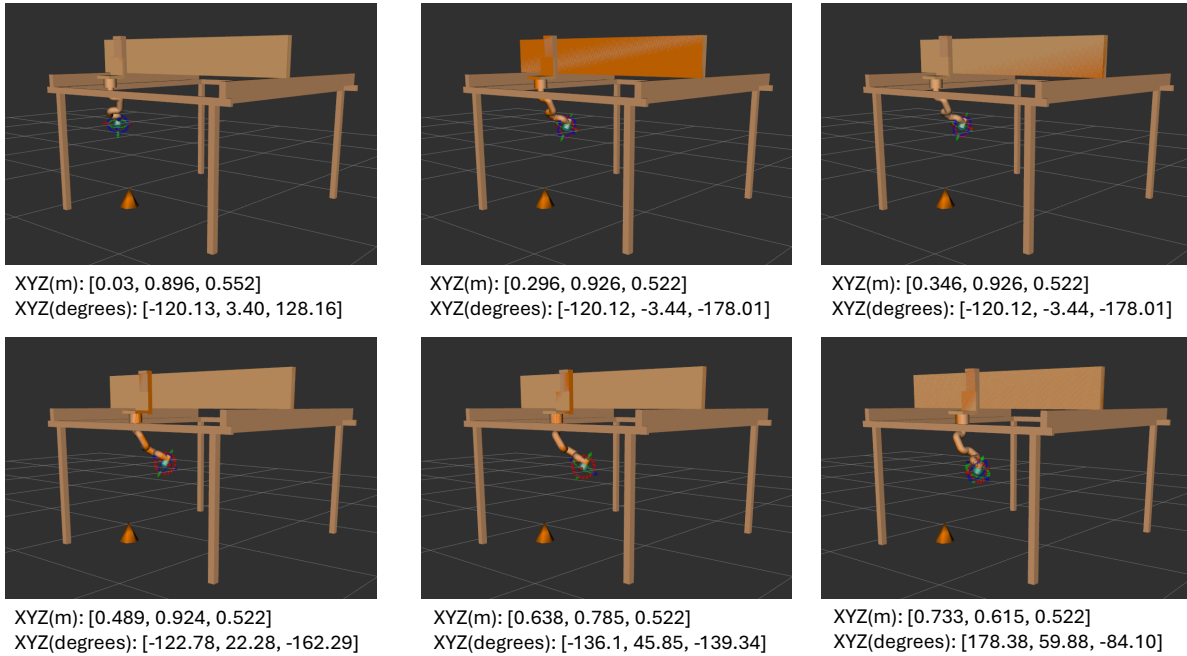 XYZ(m): [0.03, 0.896, 0.552]
XYZ(degrees): [-120.13, 3.40, 128.16]
XYZ(m): [0.296, 0.926, 0.522]
XYZ(degrees): [-120.12, -3.44, -178.01]
XYZ(m): [0.346, 0.926, 0.522]
XYZ(degrees): [-120.12, -3.44, -178.01]
XYZ(m): [0.489, 0.924, 0.522]
XYZ(degrees): [-122.78, 22.28, -162.29]
XYZ(m): [0.638, 0.785, 0.522]
XYZ(degrees): [-136.1, 45.85, -139.34]
XYZ(m): [0.733, 0.615, 0.522]
XYZ(degrees): [178.38, 59.88, -84.10]